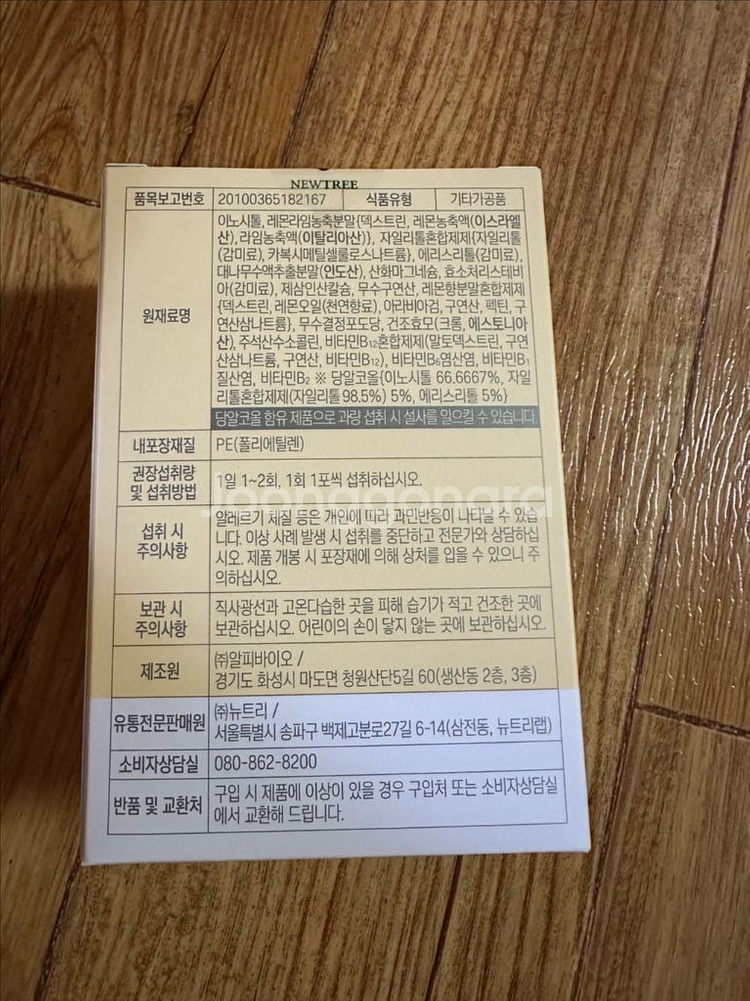 NEWTREE
품목보고번호 20100365182167 식품유형 기타가공품
원재료명
이노시톨, 레몬라임농축분말{덱스트린, 레몬농축액(이스라엘
산), 라임농축액(이탈리아산)}, 자일리톨혼합제제{자일리톨
(감미료), 카복시메틸셀룰로스나트륨}, 에리스리톨(감미료),
대나무수액추출분말(인도산), 산화마그네슘, 효소처리스테비
아(감미료), 제삼인산칼슘, 무수구연산, 레몬향분말혼합제제
{덱스트린, 레몬오일(천연향료), 아라비아검, 구연산, 펙틴, 구
연산삼나트륨}, 무수결정포도당, 건조효모(크롬, 에스토니아
산), 주석산수소콜린, 비타민B₁₂혼합제제(말토덱스트린, 구연
산삼나트륨, 구연산, 비타민B₁₂), 비타민B₆염산염, 비타민B₁
질산염, 비타민B₂ ※ 당알코올{이노시톨 66.6667%, 자일
리톨혼합제제(자일리톨 98.5%) 5%, 에리스리톨 5%}
당알코올 함유 제품으로 과량 섭취 시 설사를 일으킬 수 있습니다
내포장재질 PE(폴리에틸렌)
권장섭취량
및 섭취방법
1일 1~2회, 1회 1포씩 섭취하십시오.
Joonggonara
섭취 시
주의사항
알레르기 체질 등은 개인에 따라 과민반응이 나타날 수 있습
니다. 이상 사례 발생 시 섭취를 중단하고 전문가와 상담하십
시오. 제품 개봉 시 포장재에 의해 상처를 입을 수 있으니 주
의하십시오.
보관 시
주의사항
직사광선과 고온다습한 곳을 피해 습기가 적고 건조한 곳에
보관하십시오. 어린이의 손이 닿지 않는 곳에 보관하십시오.
제조원
㈜알피바이오 /
경기도 화성시 마도면 청원산단5길 60(생산동 2층, 3층)
유통전문판매원
㈜뉴트리 /
서울특별시 송파구 백제고분로27길 6-14(삼전동, 뉴트리랩)
소비자상담실 080-862-8200
반품 및 교환처
구입 시 제품에 이상이 있을 경우 구입처 또는 소비자상담실
에서 교환해 드립니다.